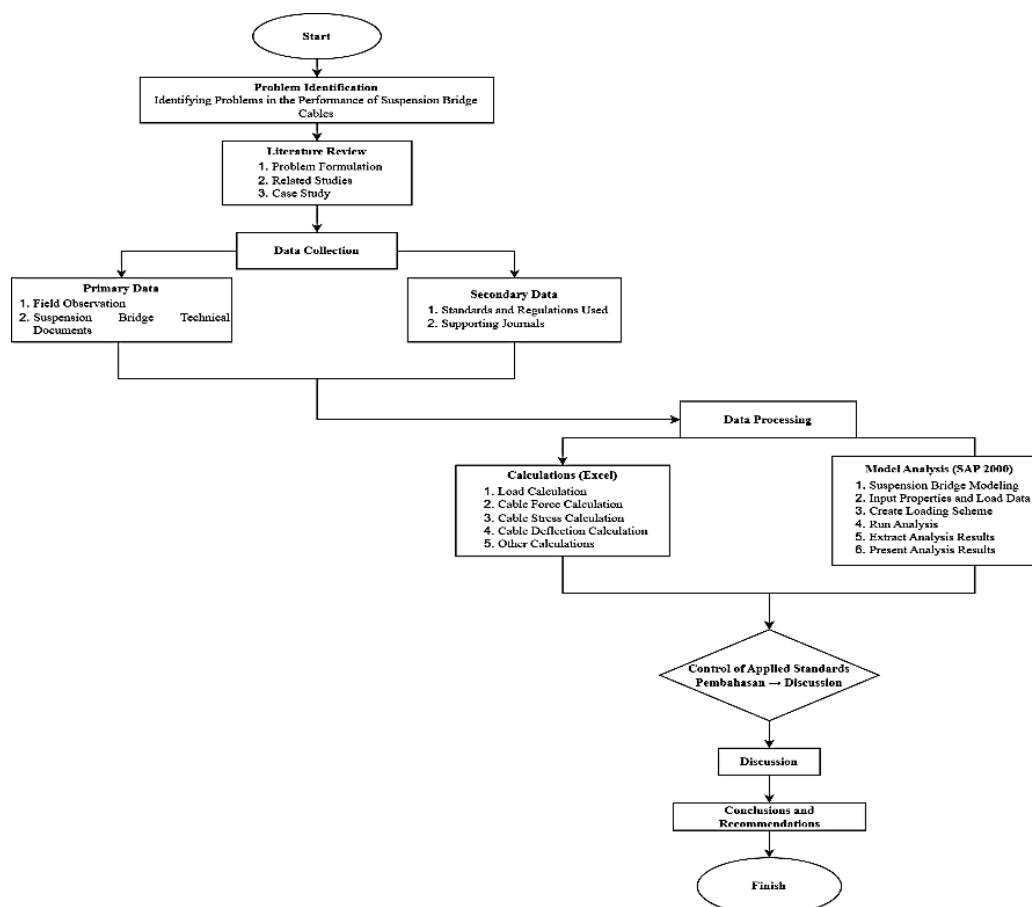 Start
Problem Identification
Identifying Problems in the Performance of Suspension Bridge
Cables
Literature Review
1. Problem Formulation
2. Related Studies
3. Case Study
Data Collection
Primary Data
1. Field Observation
2. Suspension Bridge Technical
Documents
Secondary Data
1. Standards and Regulations Used
2. Supporting Journals
Data Processing
Calculations (Excel)
1. Load Calculation
2. Cable Force Calculation
3. Cable Stress Calculation
4. Cable Deflection Calculation
5. Other Calculations
Model Analysis (SAP 2000)
1. Suspension Bridge Modeling
2. Input Properties and Load Data
3. Create Loading Scheme
4. Run Analysis
5. Extract Analysis Results
6. Present Analysis Results
Control of Applied Standards
Pembahasan → Discussion
Discussion
Conclusions and
Recommendations
Finish